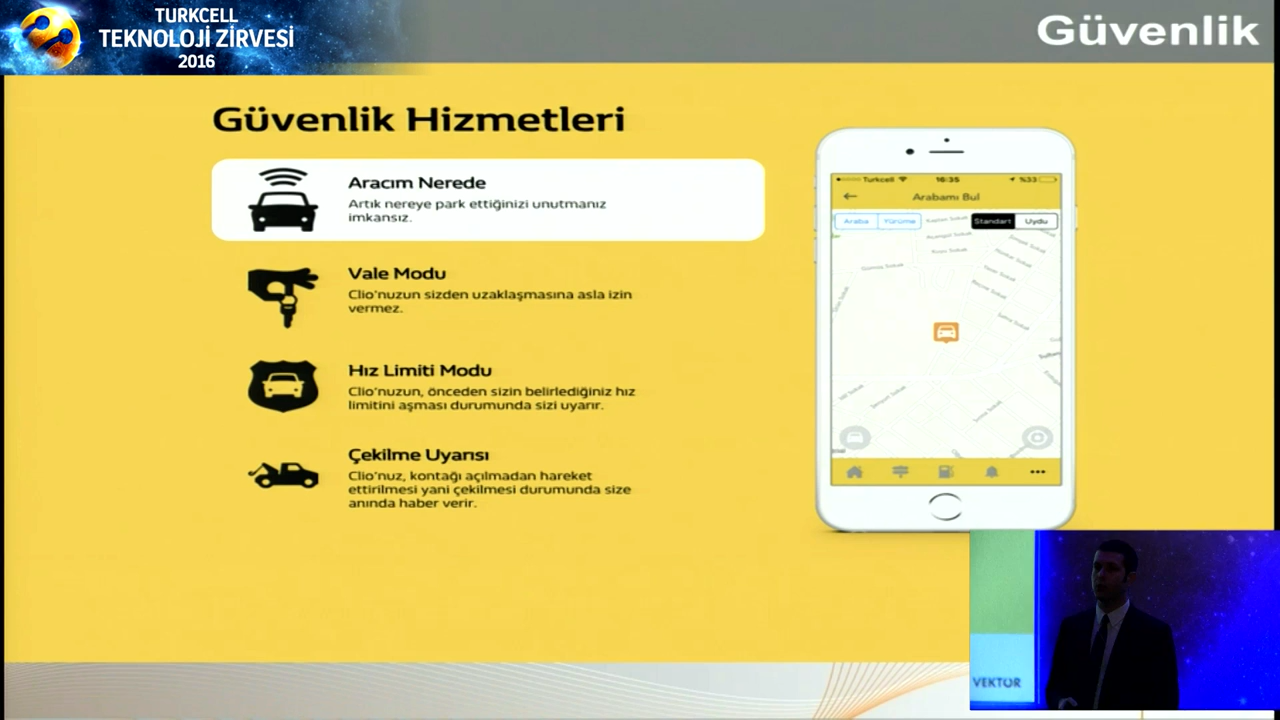 TURKCELL
TEKNOLOJİ ZİRVESİ
2016
Güvenlik
Güvenlik Hizmetleri
Aracım Nerede
Artık nereye park ettiğinizi unutmanız
imkansız.
Vale Modu
Clio'nuzun sizden uzaklaşmasına asla izin
vermez.
Hız Limiti Modu
Clio'nuzun, önceden sizin belirlediğiniz hız
limitini aşması durumunda sizi uyarır.
Çekilme Uyarısı
Clio'nuz, kontağı açılmadan hareket
ettirilmesi yani çekilmesi durumunda size
anında haber verir.
Turkcell 16:35 %33
Arabamı Bul
Araba Yürüme Standart Uydu
VEKTÖR